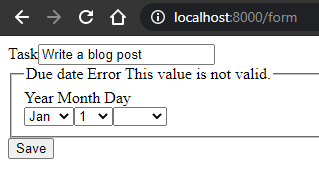 localhost:8000/form
Task Write a blog post
Due date Error This value is not valid.
Year Month Day
Jan 1
Save